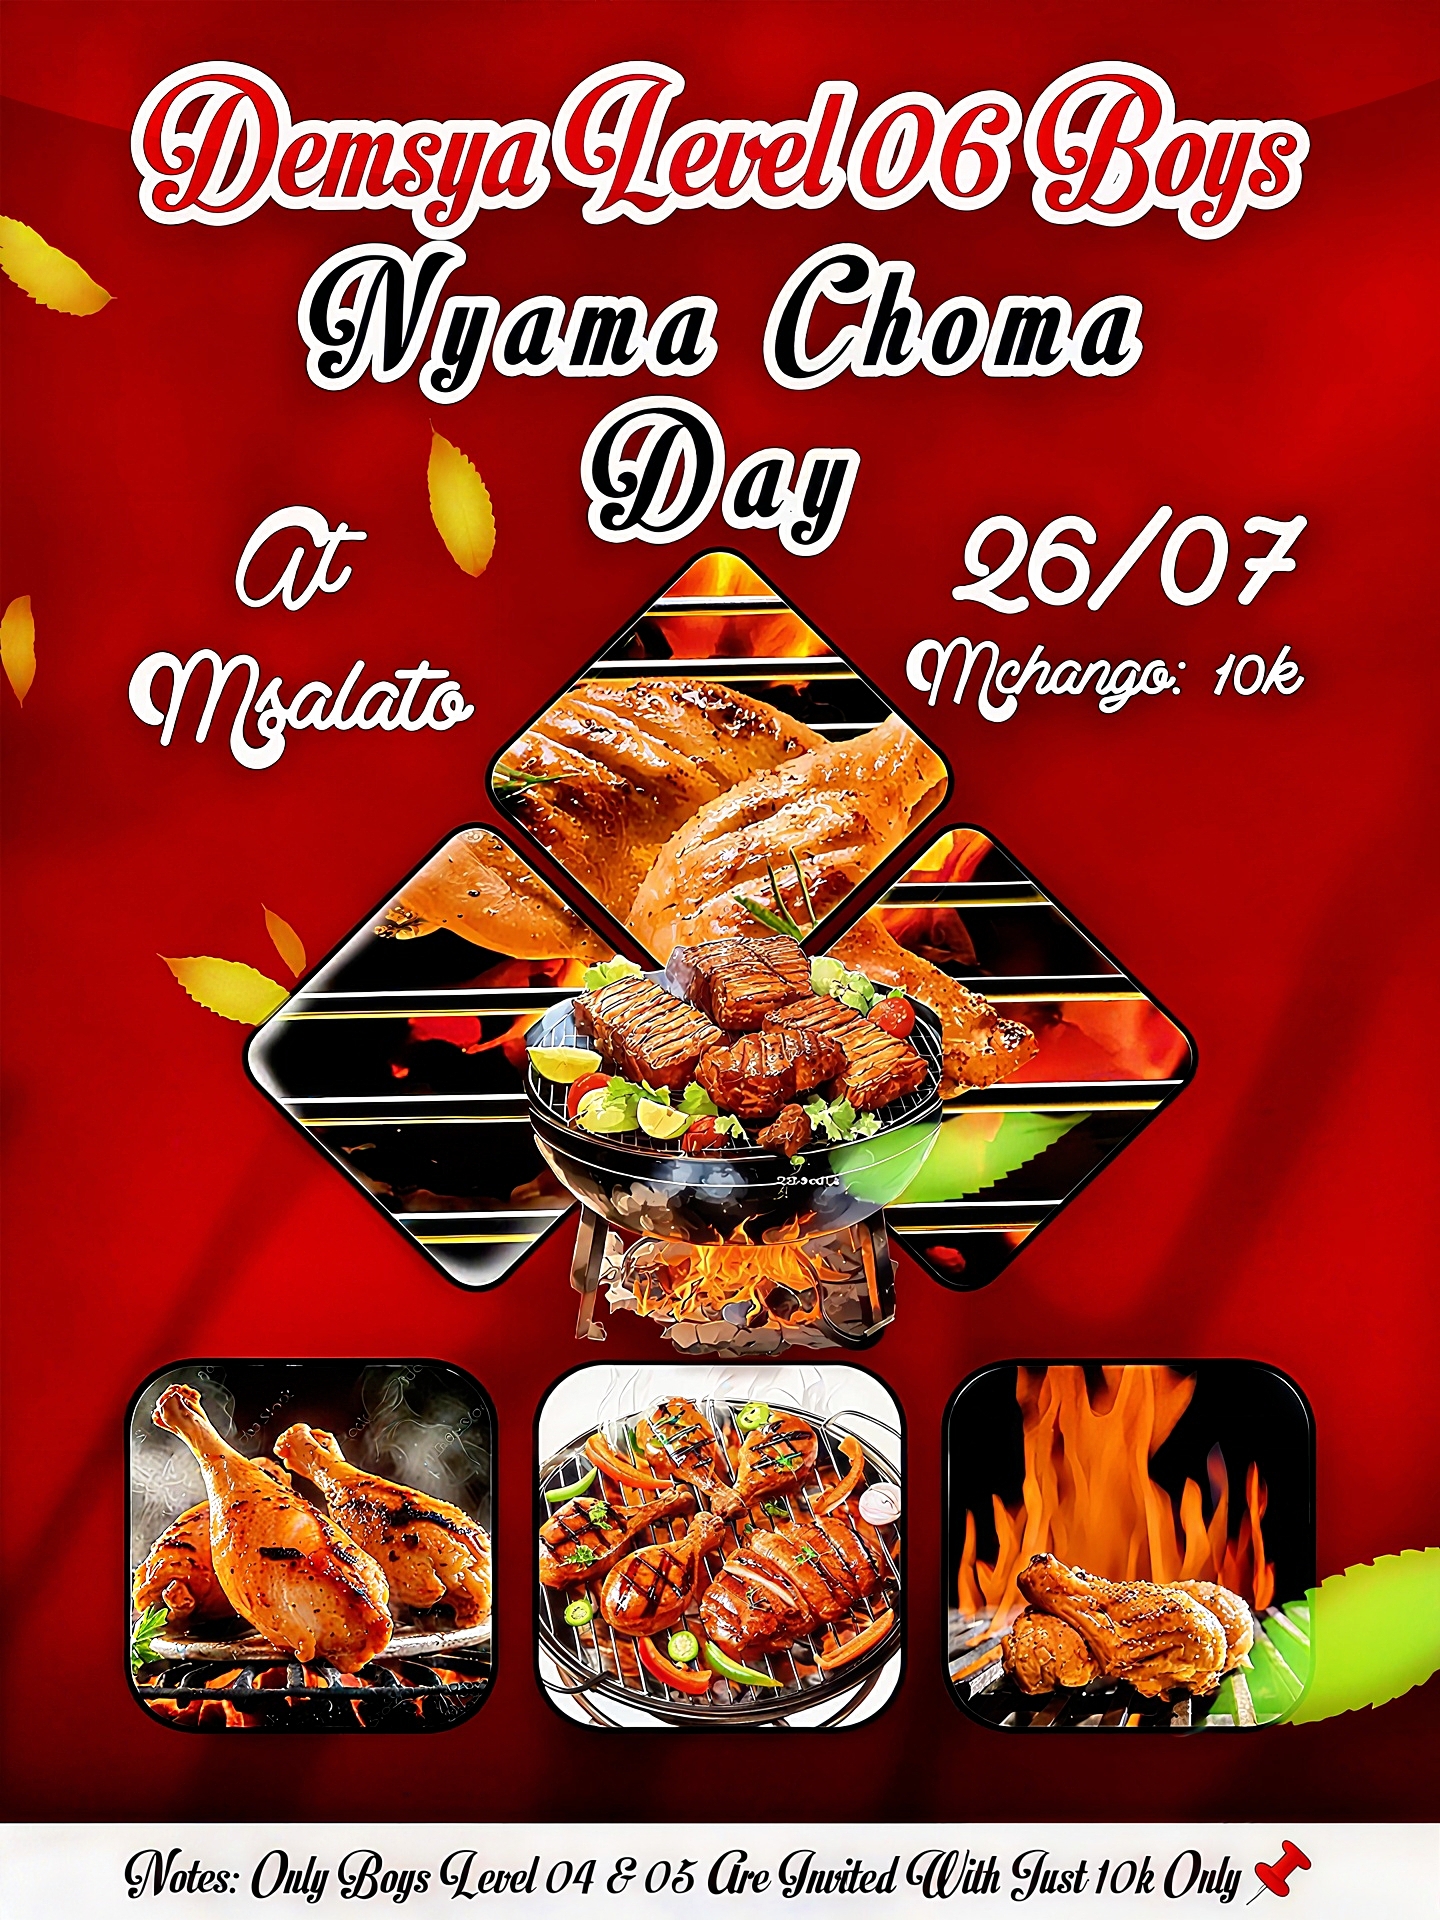 Demsya Level 06 Boys
Nyama Choma
Day
At
Msalato
26/07
Mchango: 10k
Notes: Only Boys Level 04 & 05 Are Invited With Just 10k Only